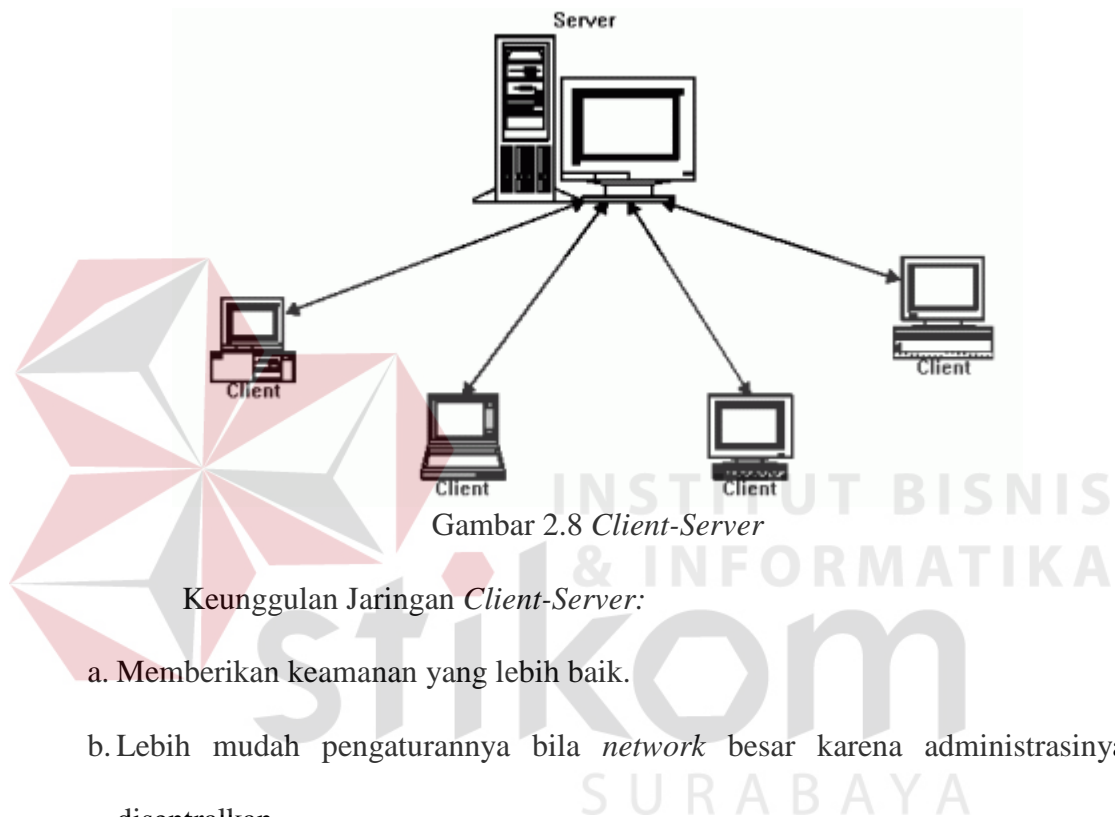 Server
Client
Client
Client
Client
INSTITUT BISNIS
Gambar 2.8 Client-Server
& INFORMATIKA
Keunggulan Jaringan Client-Server:
stikom
a. Memberikan keamanan yang lebih baik.
b. Lebih mudah pengaturannya bila network besar karena administrasinya
SURABAYA
disentralkan